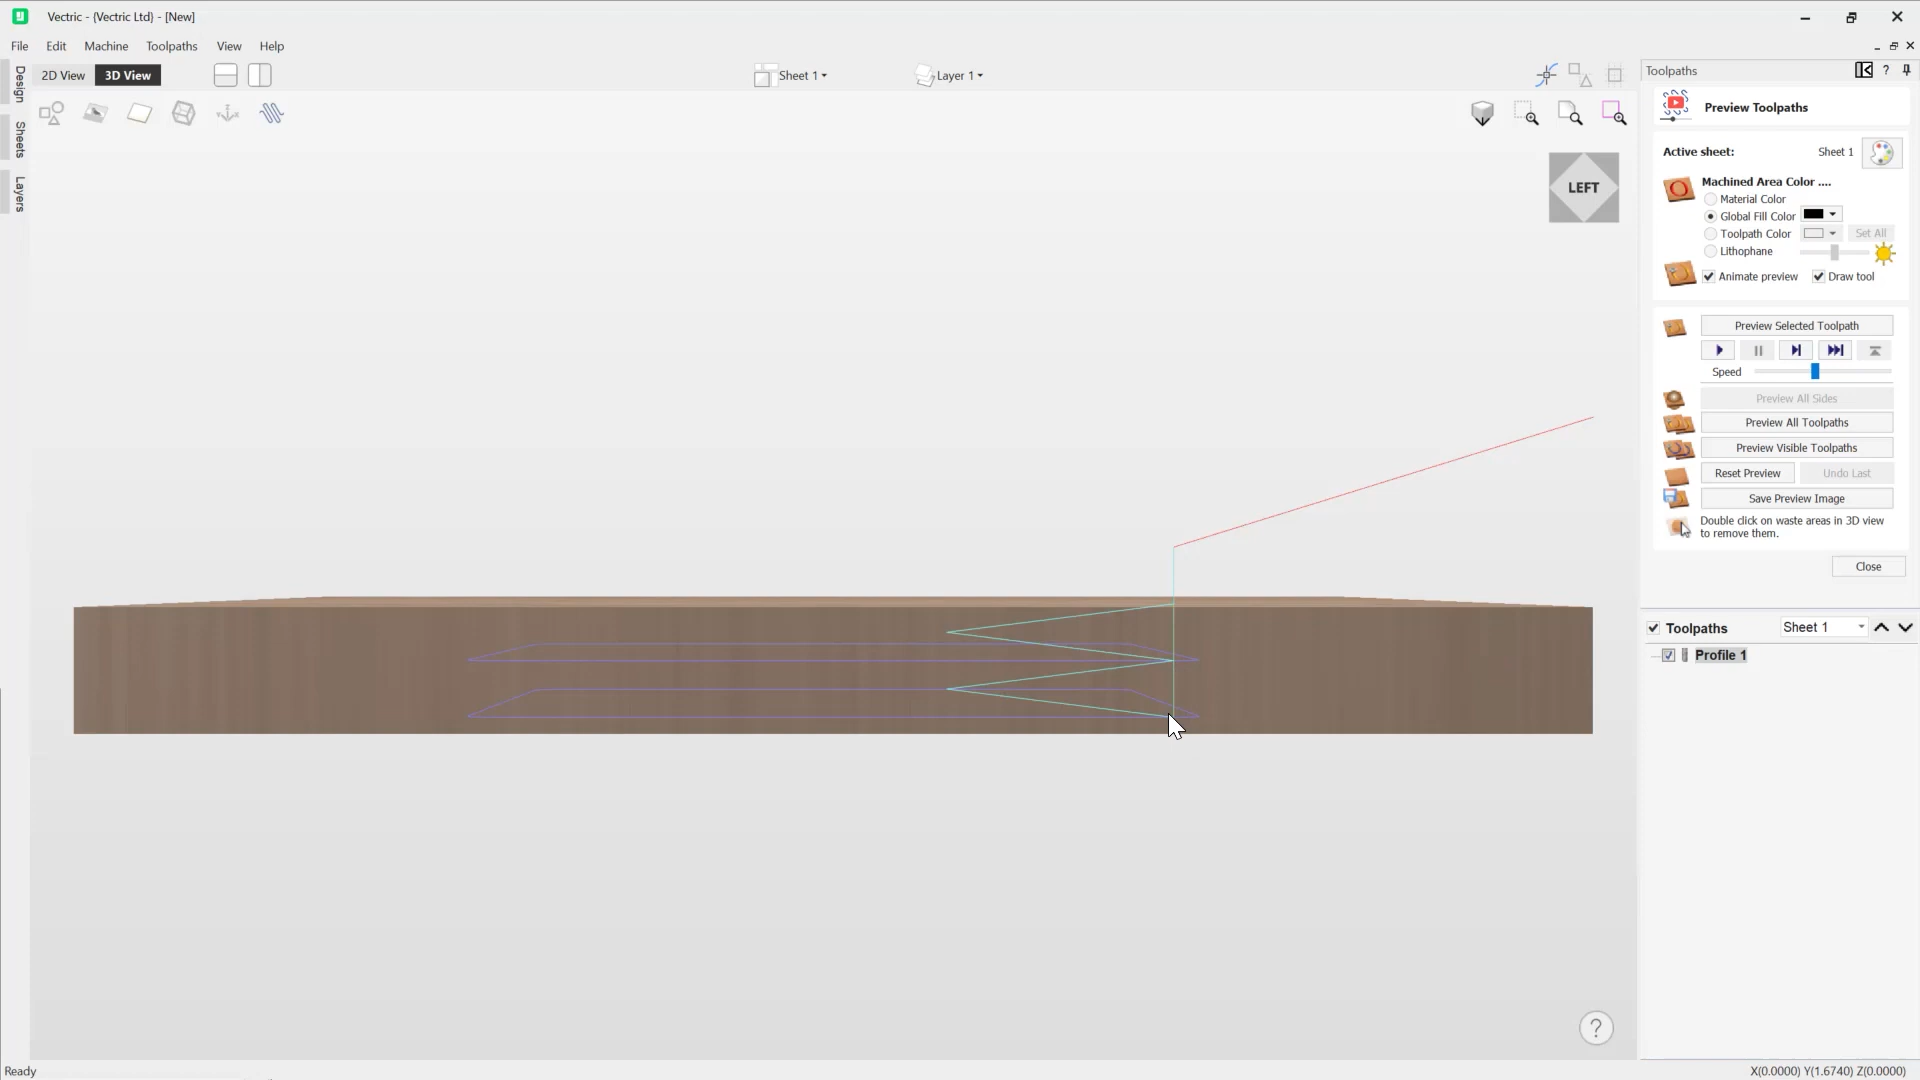 Vectric - {Vectric Ltd} - [New]
File Edit Machine Toolpaths View Help
2D View 3D View Sheet 1 Layer 1
Design
Sheets
Layers
LEFT
Toolpaths ?
Preview Toolpaths
Active sheet: Sheet 1
Machined Area Color ....
Material Color
Global Fill Color
Toolpath Color Set All
Lithophane
Animate preview Draw tool
Preview Selected Toolpath
Speed
Preview All Sides
Preview All Toolpaths
Preview Visible Toolpaths
Reset Preview Undo Last
Save Preview Image
Double click on waste areas in 3D view
to remove them.
Close
Toolpaths Sheet 1
Profile 1
?
Ready X(0.0000) Y(1.6740) Z(0.0000)